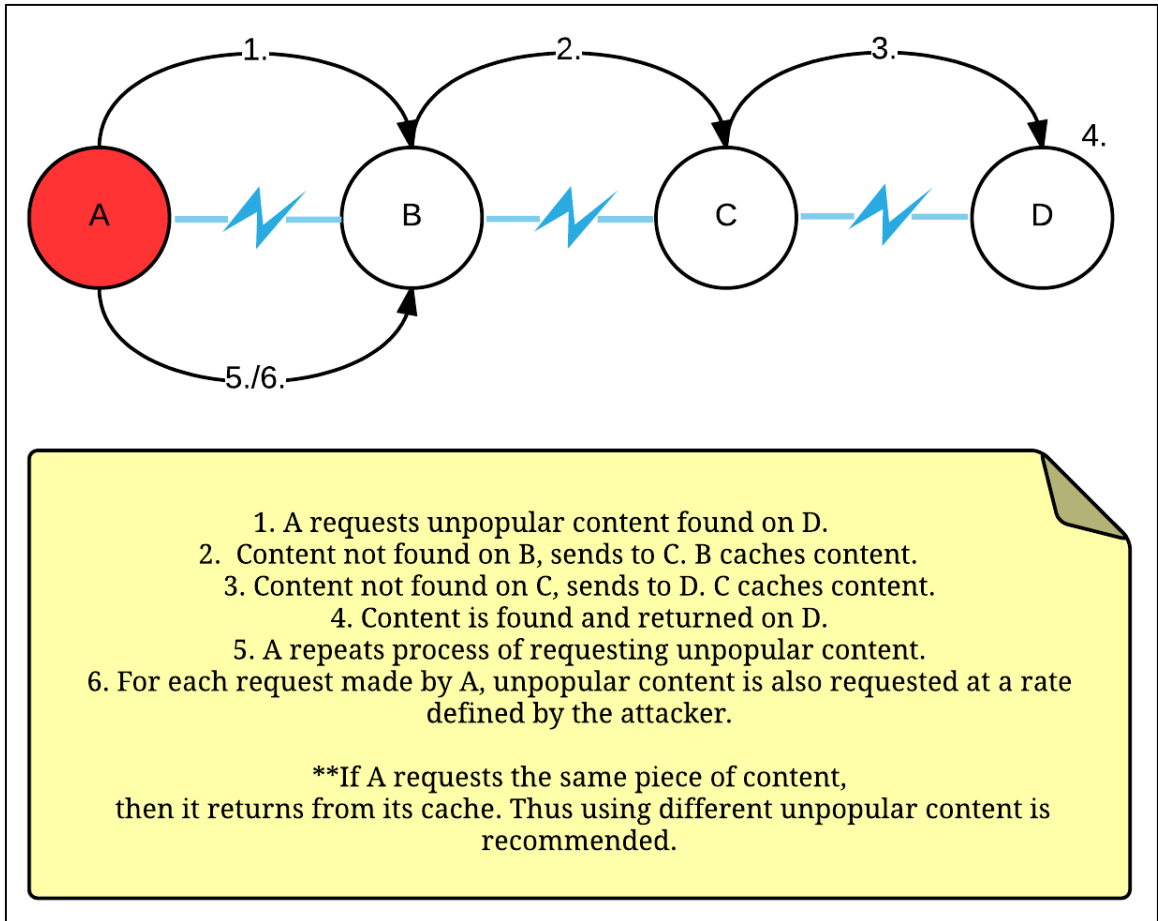 1.
2.
3.
4.
A
B
C
D
5./6.
1. A requests unpopular content found on D.
2.  Content not found on B, sends to C. B caches content.
3. Content not found on C, sends to D. C caches content.
4. Content is found and returned on D.
5. A repeats process of requesting unpopular content.
6. For each request made by A, unpopular content is also requested at a rate
defined by the attacker.
**If A requests the same piece of content,
then it returns from its cache. Thus using different unpopular content is
recommended.